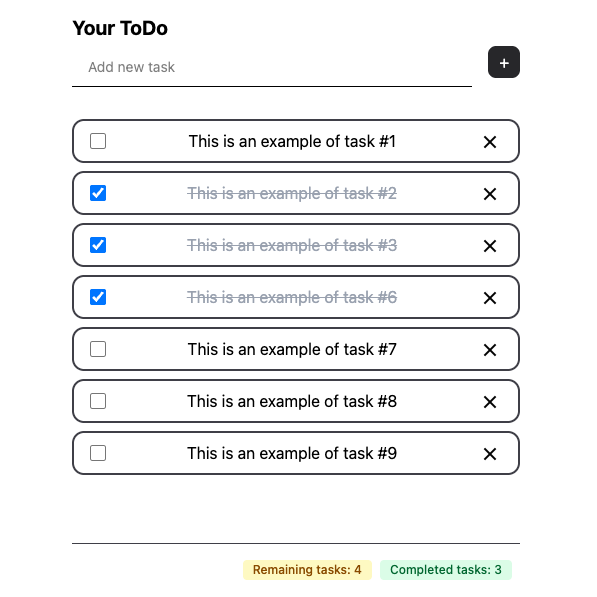 Your ToDo
Add new task
+
This is an example of task #1
This is an example of task #2
This is an example of task #3
This is an example of task #6
This is an example of task #7
This is an example of task #8
This is an example of task #9
Remaining tasks: 4 Completed tasks: 3